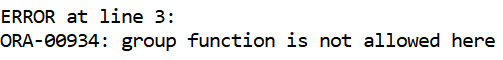 ERROR at line 3:
ORA-00934: group function is not allowed here